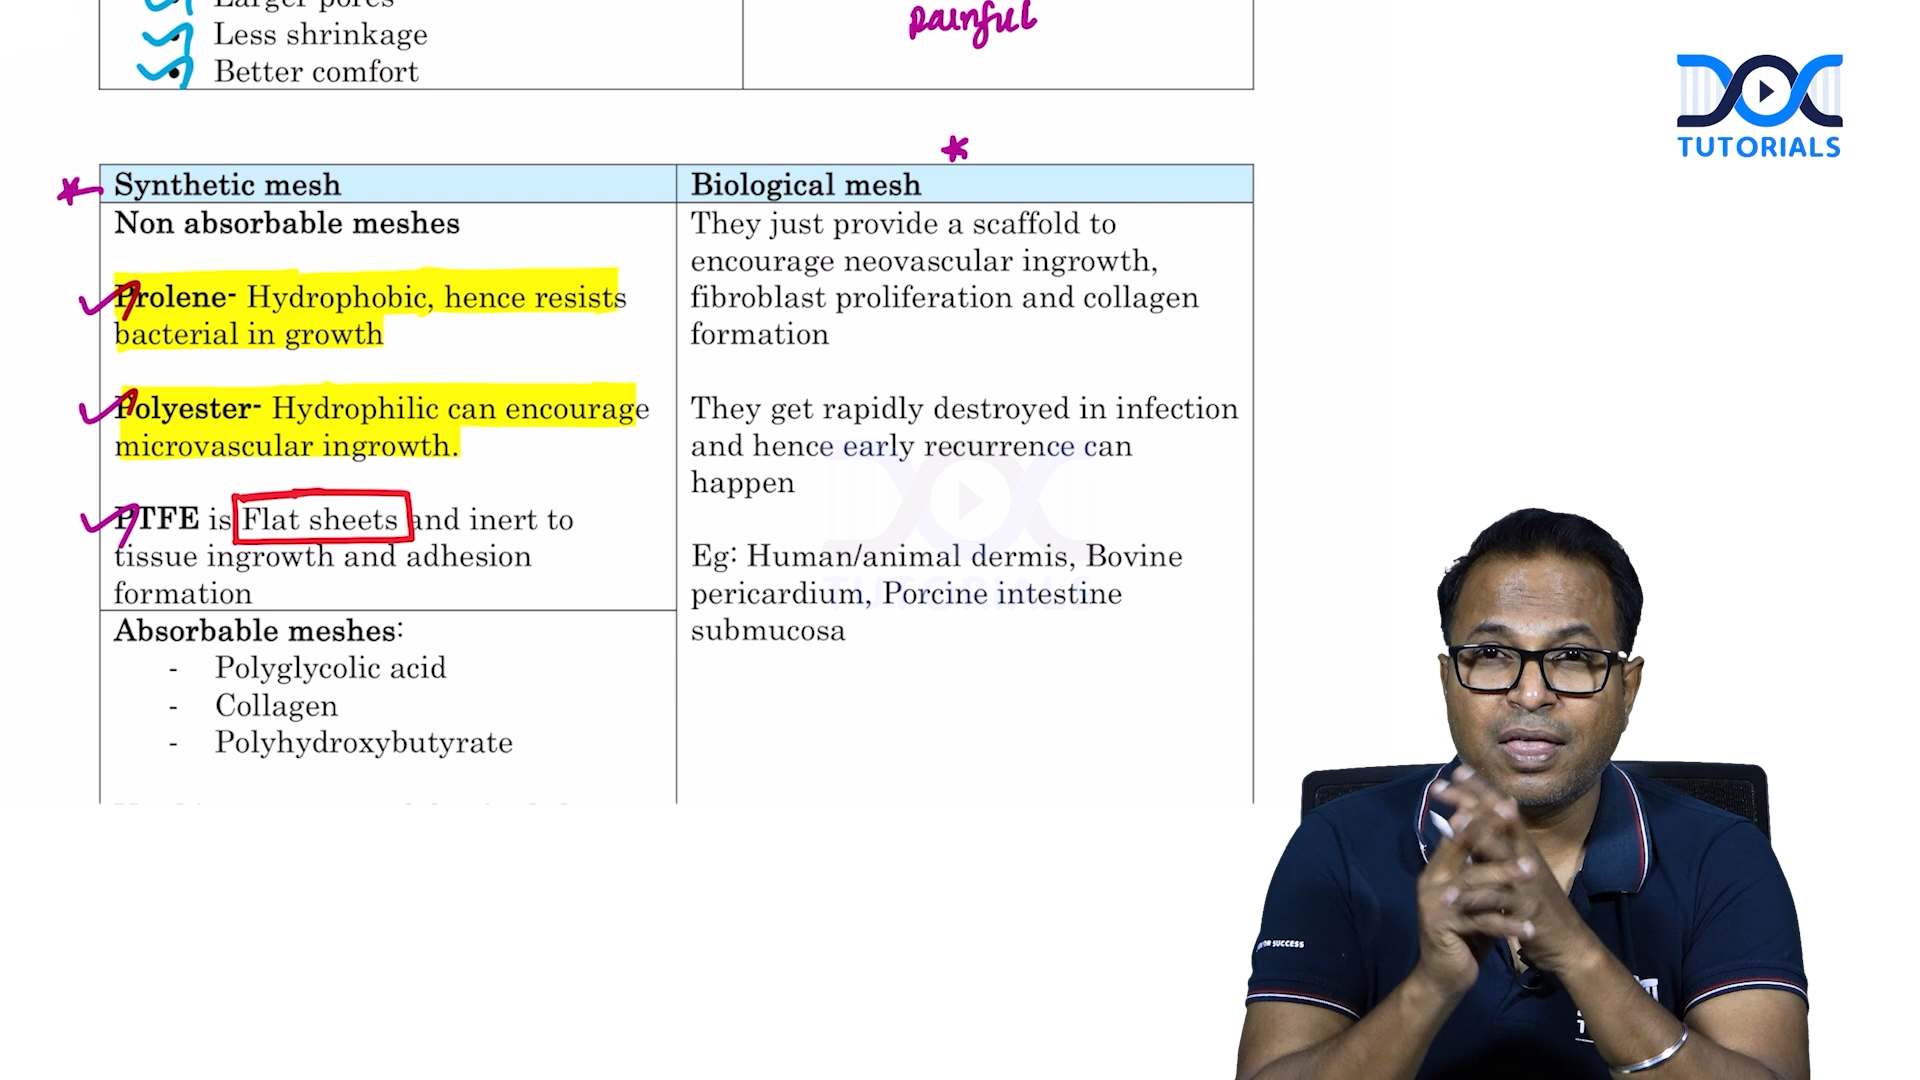 Larger pores
Less shrinkage
Better comfort
painful
TUTORIALS
Synthetic mesh
Non absorbable meshes
Prolene- Hydrophobic, hence resists
bacterial in growth
Polyester- Hydrophilic can encourage
microvascular ingrowth.
PTFE is Flat sheets and inert to
tissue ingrowth and adhesion
formation
Absorbable meshes:
- Polyglycolic acid
- Collagen
- Polyhydroxybutyrate
Biological mesh
They just provide a scaffold to
encourage neovascular ingrowth,
fibroblast proliferation and collagen
formation
They get rapidly destroyed in infection
and hence early recurrence can
happen
Eg: Human/animal dermis, Bovine
pericardium, Porcine intestine
submucosa
TUTORIALS
SUCCESS